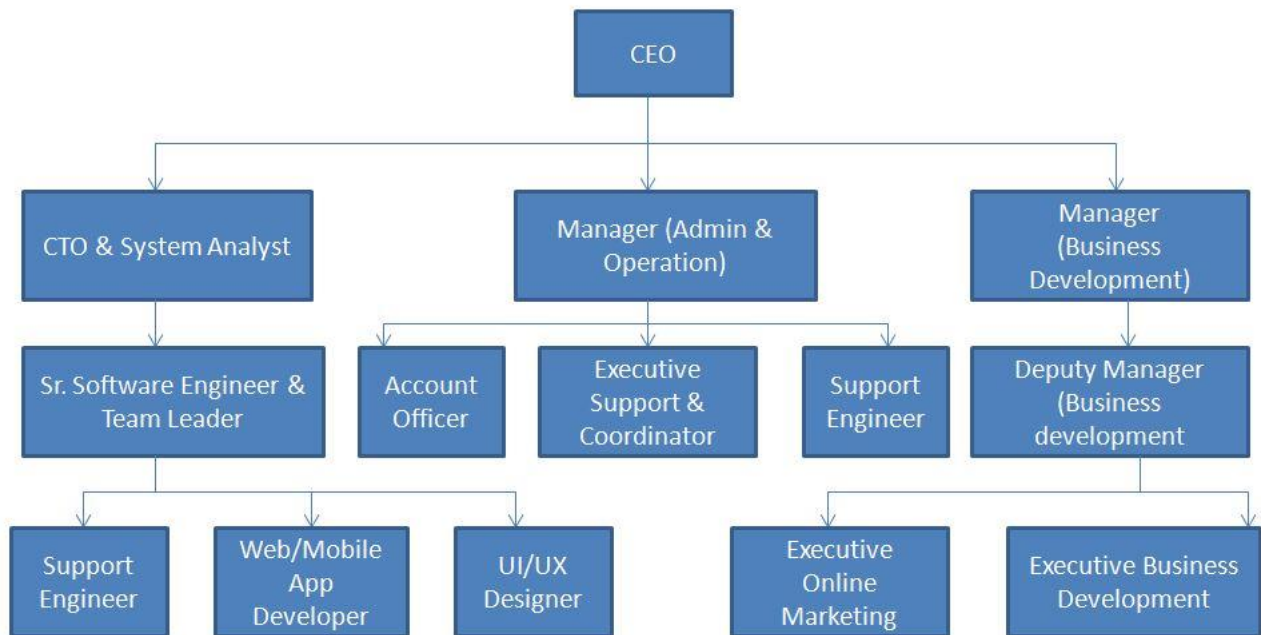 CEO
CTO & System Analyst
Manager (Admin &
Operation)
Manager
(Business
Development)
Sr. Software Engineer &
Team Leader
Account
Officer
Executive
Support &
Coordinator
Support
Engineer
Deputy Manager
(Business
development
Support
Engineer
Web/Mobile
App
Developer
UI/UX
Designer
Executive
Online
Marketing
Executive Business
Development